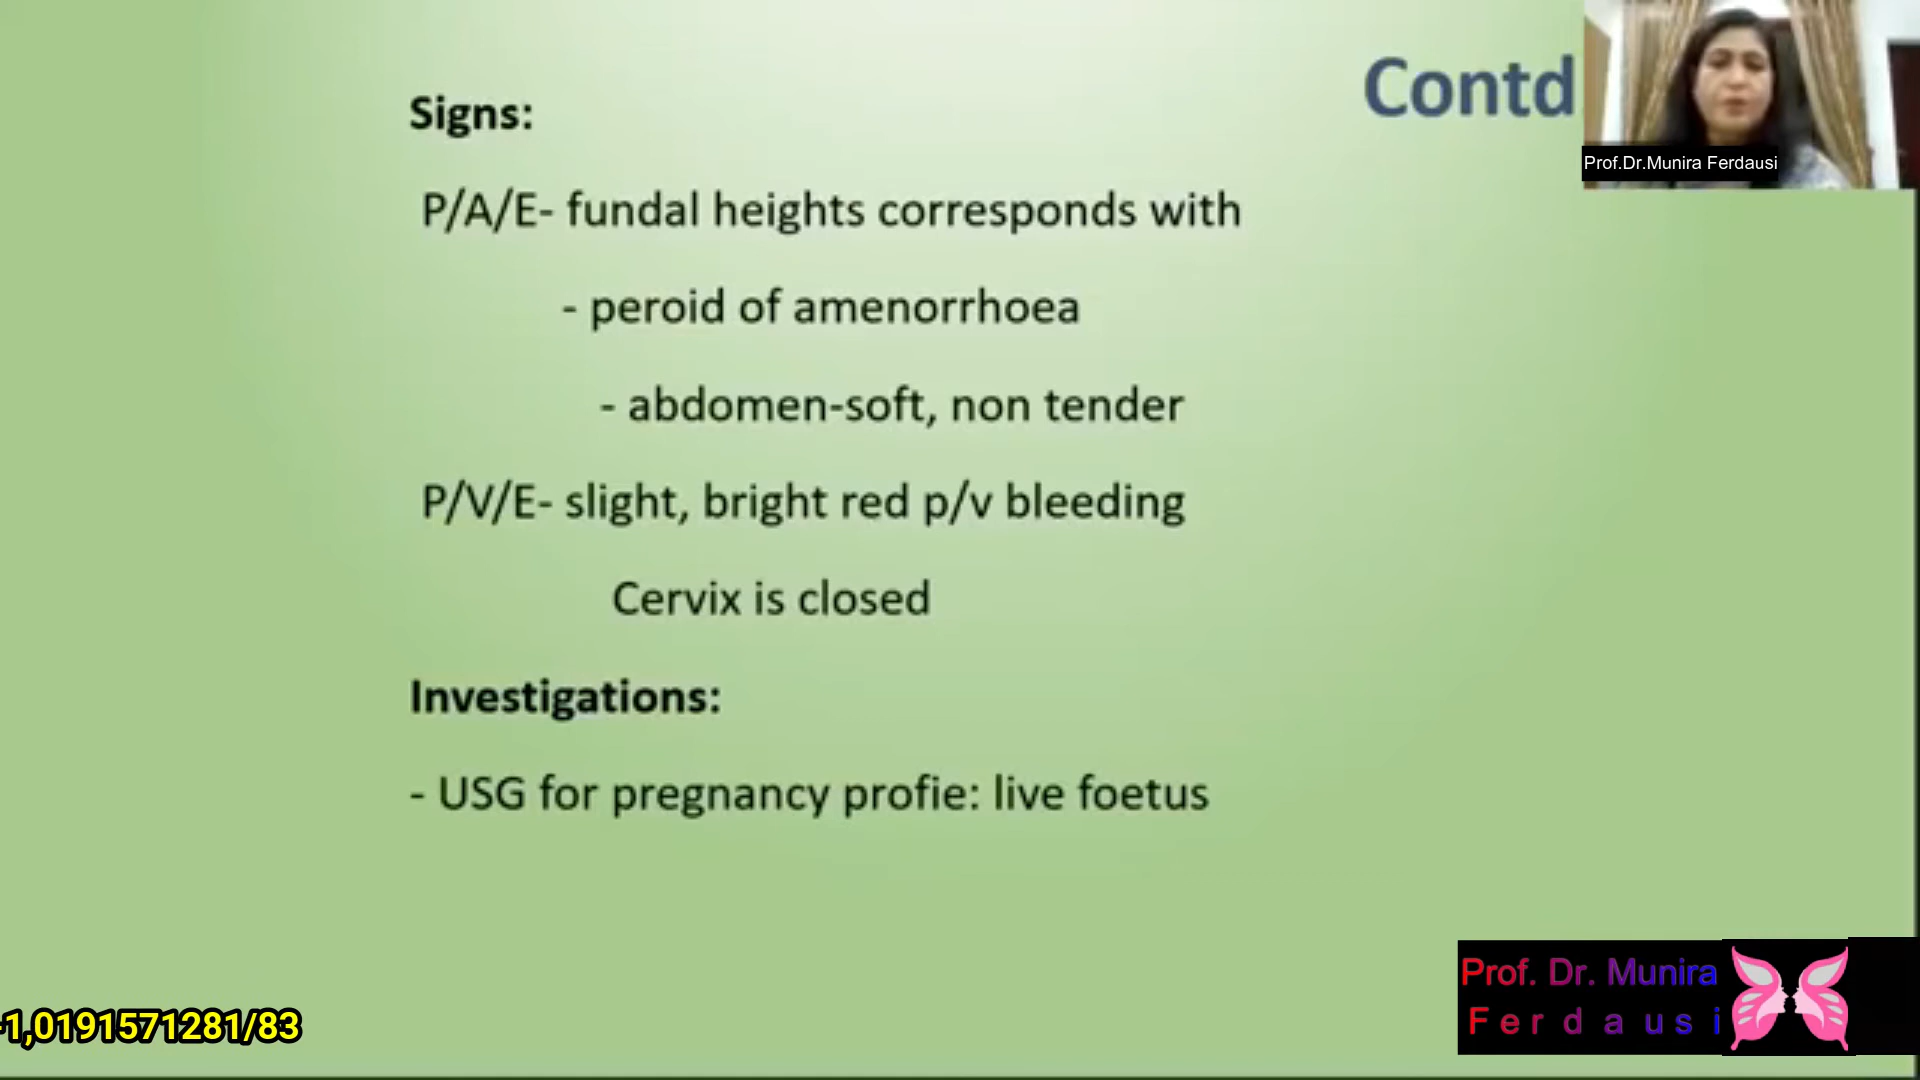 Contd
Signs:
P/A/E- fundal heights corresponds with
- peroid of amenorrhoea
- abdomen-soft, non tender
P/V/E- slight, bright red p/v bleeding
Cervix is closed
Investigations:
- USG for pregnancy profie: live foetus
Prof.Dr.Munira Ferdausi
-1,0191571281/83
Prof. Dr. Munira
Ferdausi